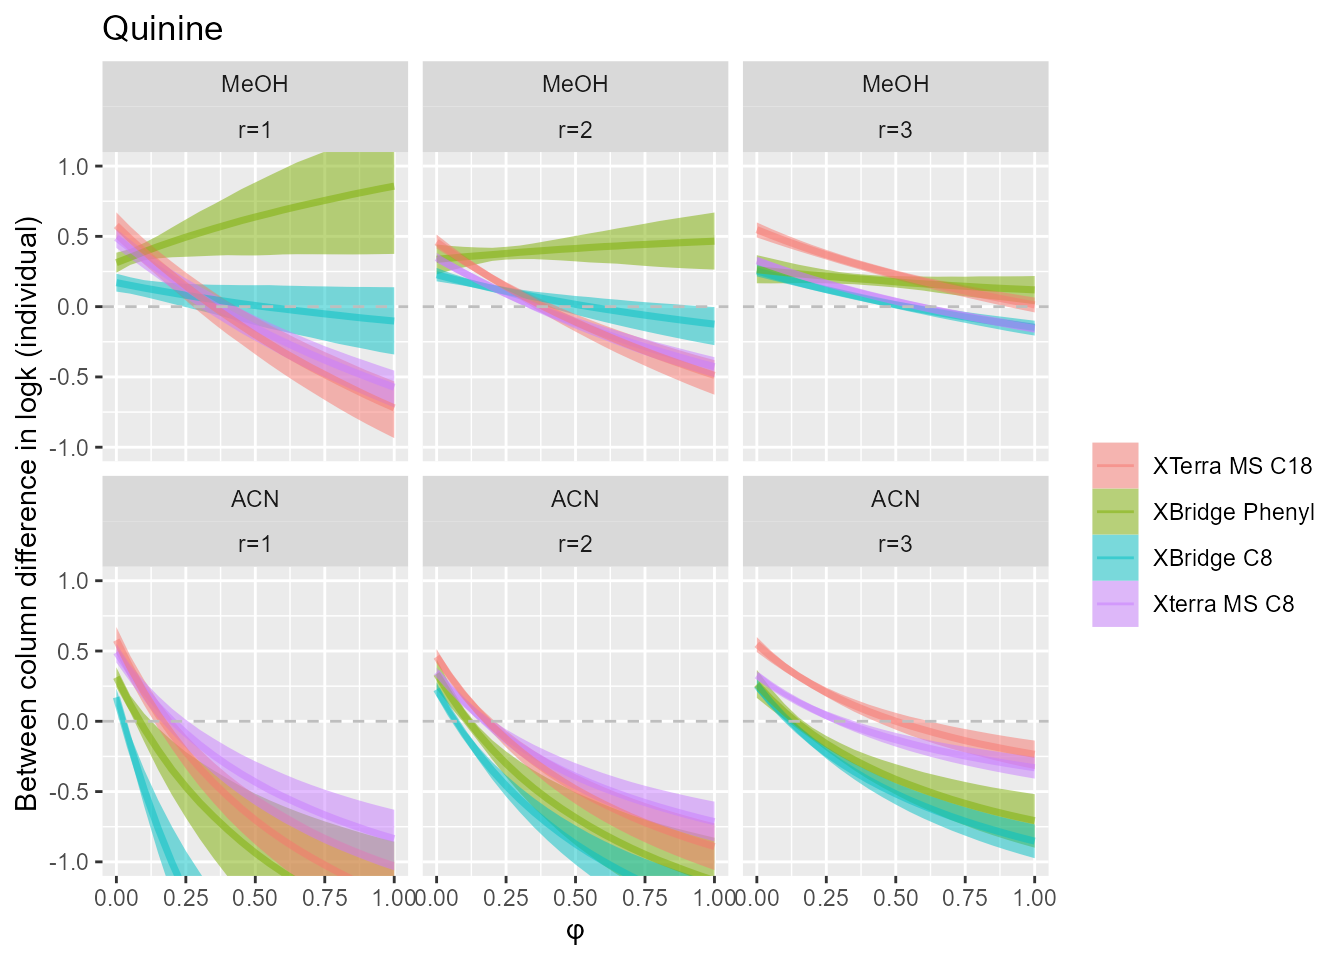 Quinine
MeOH
MeOH
MeOH
r=1
r=2
r=3
1.0
0.5
0.0
-0.5
-1.0
ACN
ACN
ACN
r=1
r=2
r=3
1.0
0.5
0.0
-0.5
-1.0
0.00 0.25 0.50 0.75 1.00
0.00 0.25 0.50 0.75 1.00
0.00 0.25 0.50 0.75 1.00
φ
Between column difference in logk (individual)
XTerra MS C18
XBridge Phenyl
XBridge C8
Xterra MS C8